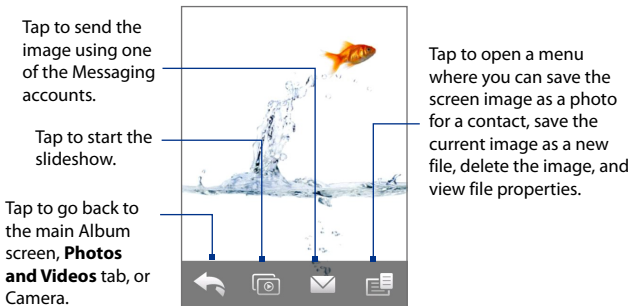 Tap to send the
image using one
of the Messaging
accounts.
Tap to start the
slideshow.
Tap to go back to
the main Album
screen, Photos
and Videos tab, or
Camera.
Tap to open a menu
where you can save the
screen image as a photo
for a contact, save the
current image as a new
file, delete the image, and
view file properties.